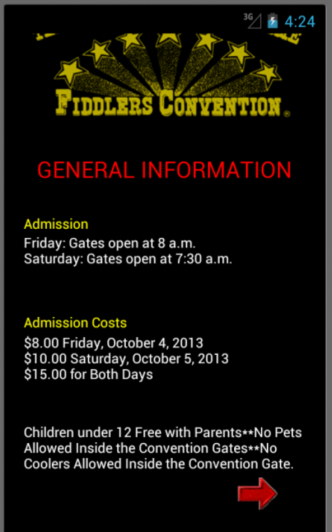 3G 4:24
FIDDLERS CONVENTION®
GENERAL INFORMATION
Admission
Friday: Gates open at 8 a.m.
Saturday: Gates open at 7:30 a.m.
Admission Costs
$8.00 Friday, October 4, 2013
$10.00 Saturday, October 5, 2013
$15.00 for Both Days
Children under 12 Free with Parents**No Pets
Allowed Inside the Convention Gates**No
Coolers Allowed Inside the Convention Gate.